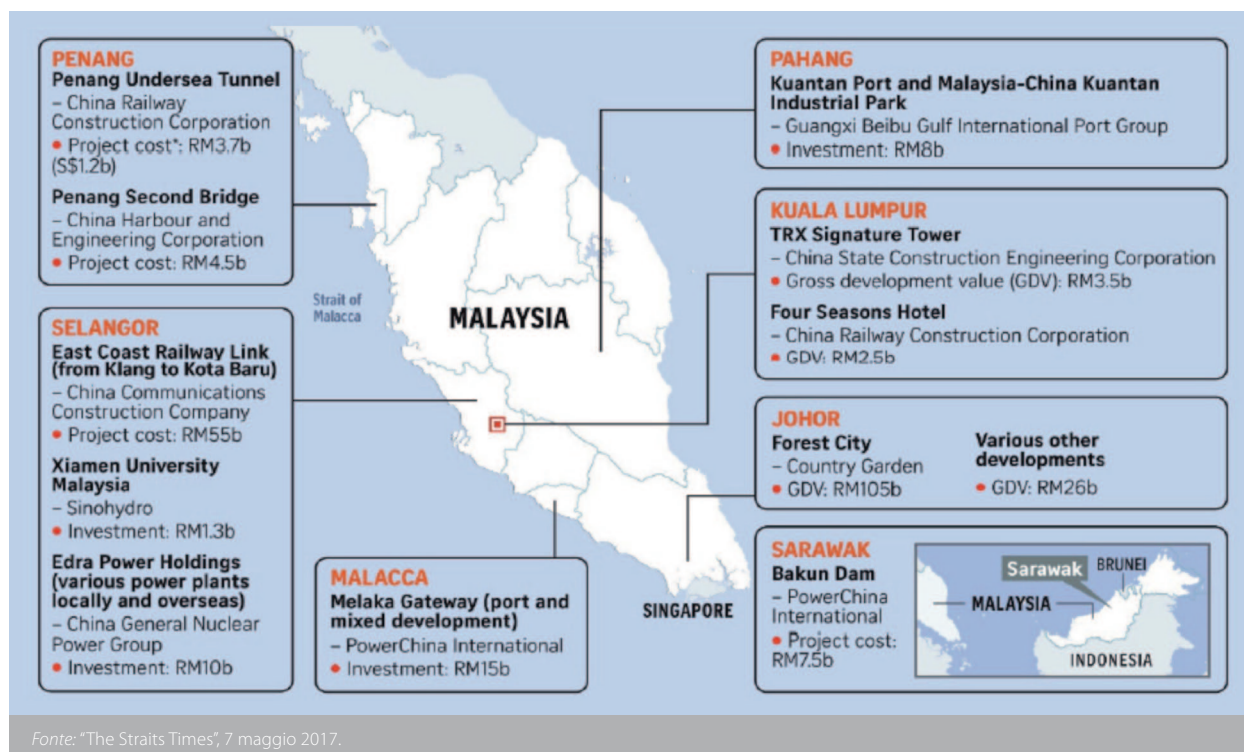 PENANG
Penang Undersea Tunnel
– China Railway
Construction Corporation
• Project cost*: RM3.7b
(S$1.2b)
Penang Second Bridge
– China Harbour and
Engineering Corporation
• Project cost: RM4.5b
SELANGOR
East Coast Railway Link
(from Klang to Kota Baru)
– China Communications
Construction Company
• Project cost: RM55b
Xiamen University
Malaysia
– Sinohydro
• Investment: RM1.3b
Edra Power Holdings
(various power plants
locally and overseas)
– China General Nuclear
Power Group
• Investment: RM10b
Strait of
Malacca
MALAYSIA
SINGAPORE
MALACCA
Melaka Gateway (port and
mixed development)
– PowerChina International
• Investment: RM15b
PAHANG
Kuantan Port and Malaysia-China Kuantan
Industrial Park
– Guangxi Beibu Gulf International Port Group
• Investment: RM8b
KUALA LUMPUR
TRX Signature Tower
– China State Construction Engineering Corporation
• Gross development value (GDV): RM3.5b
Four Seasons Hotel
– China Railway Construction Corporation
• GDV: RM2.5b
JOHOR
Forest City
– Country Garden
• GDV: RM105b
Various other
developments
• GDV: RM26b
SARAWAK
Bakun Dam
– PowerChina
International
• Project cost:
RM7.5b
Sarawak
BRUNEI
MALAYSIA
INDONESIA
Fonte: “The Straits Times”, 7 maggio 2017.